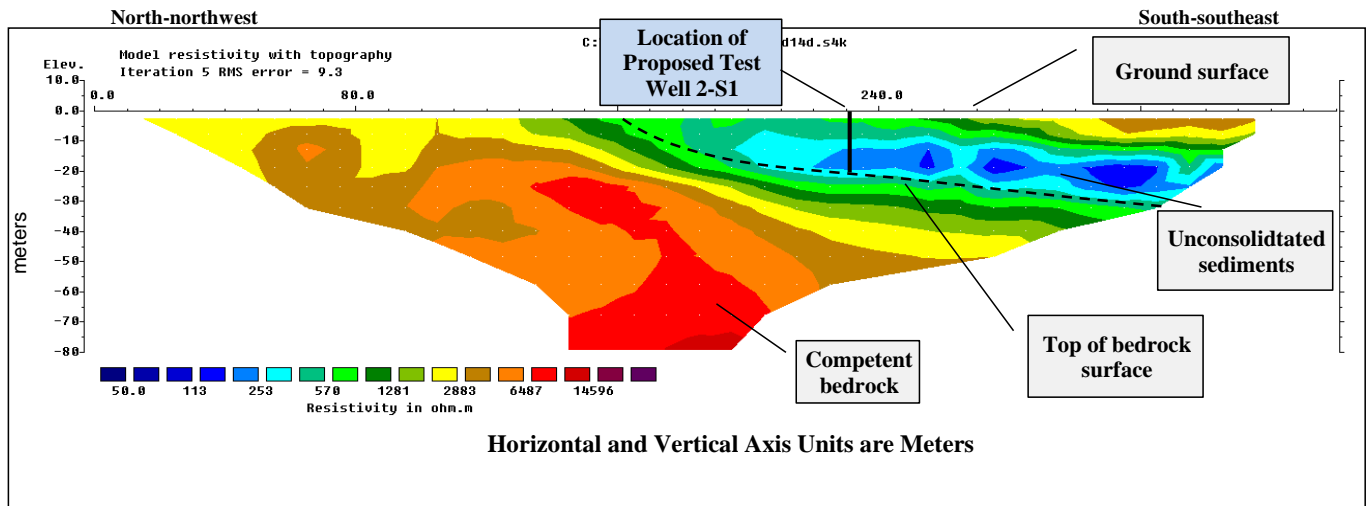 North-northwest
South-southeast
Model resistivity with topography
Iteration 5 RMS error = 9.3
C:
d14d.s4k
Location of
Proposed Test
Well 2-S1
Ground surface
Elev.
10.0
0.0
-10
-20
-30
-40
-50
-60
-70
-80
meters
0.0
80.0
240.0
Unconsolidtated
sediments
Top of bedrock
surface
Competent
bedrock
50.0
113
253
570
1281
2883
6487
14596
Resistivity in ohm.m
Horizontal and Vertical Axis Units are Meters